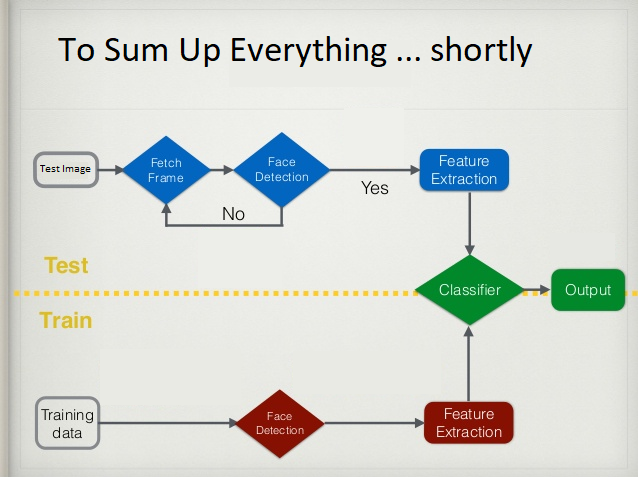 To Sum Up Everything ... shortly
Test Image
Fetch
Frame
Face
Detection
Yes
Feature
Extraction
No
Test
Classifier
Output
Train
Training
data
Face
Detection
Feature
Extraction